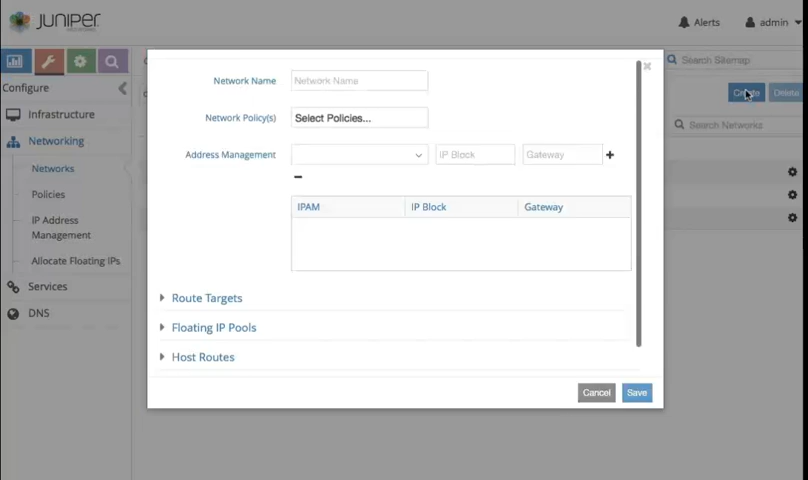 JUNIPER
Alerts
admin
Search Sitemap
Configure
Create
Delete
Infrastructure
Search Networks
Networking
Networks
Policies
IP Address
Management
Allocate Floating IPs
Services
DNS
Network Name
Network Name
Network Policy(s)
Select Policies...
Address Management
IP Block
Gateway
IPAM
IP Block
Gateway
Route Targets
Floating IP Pools
Host Routes
Cancel
Save